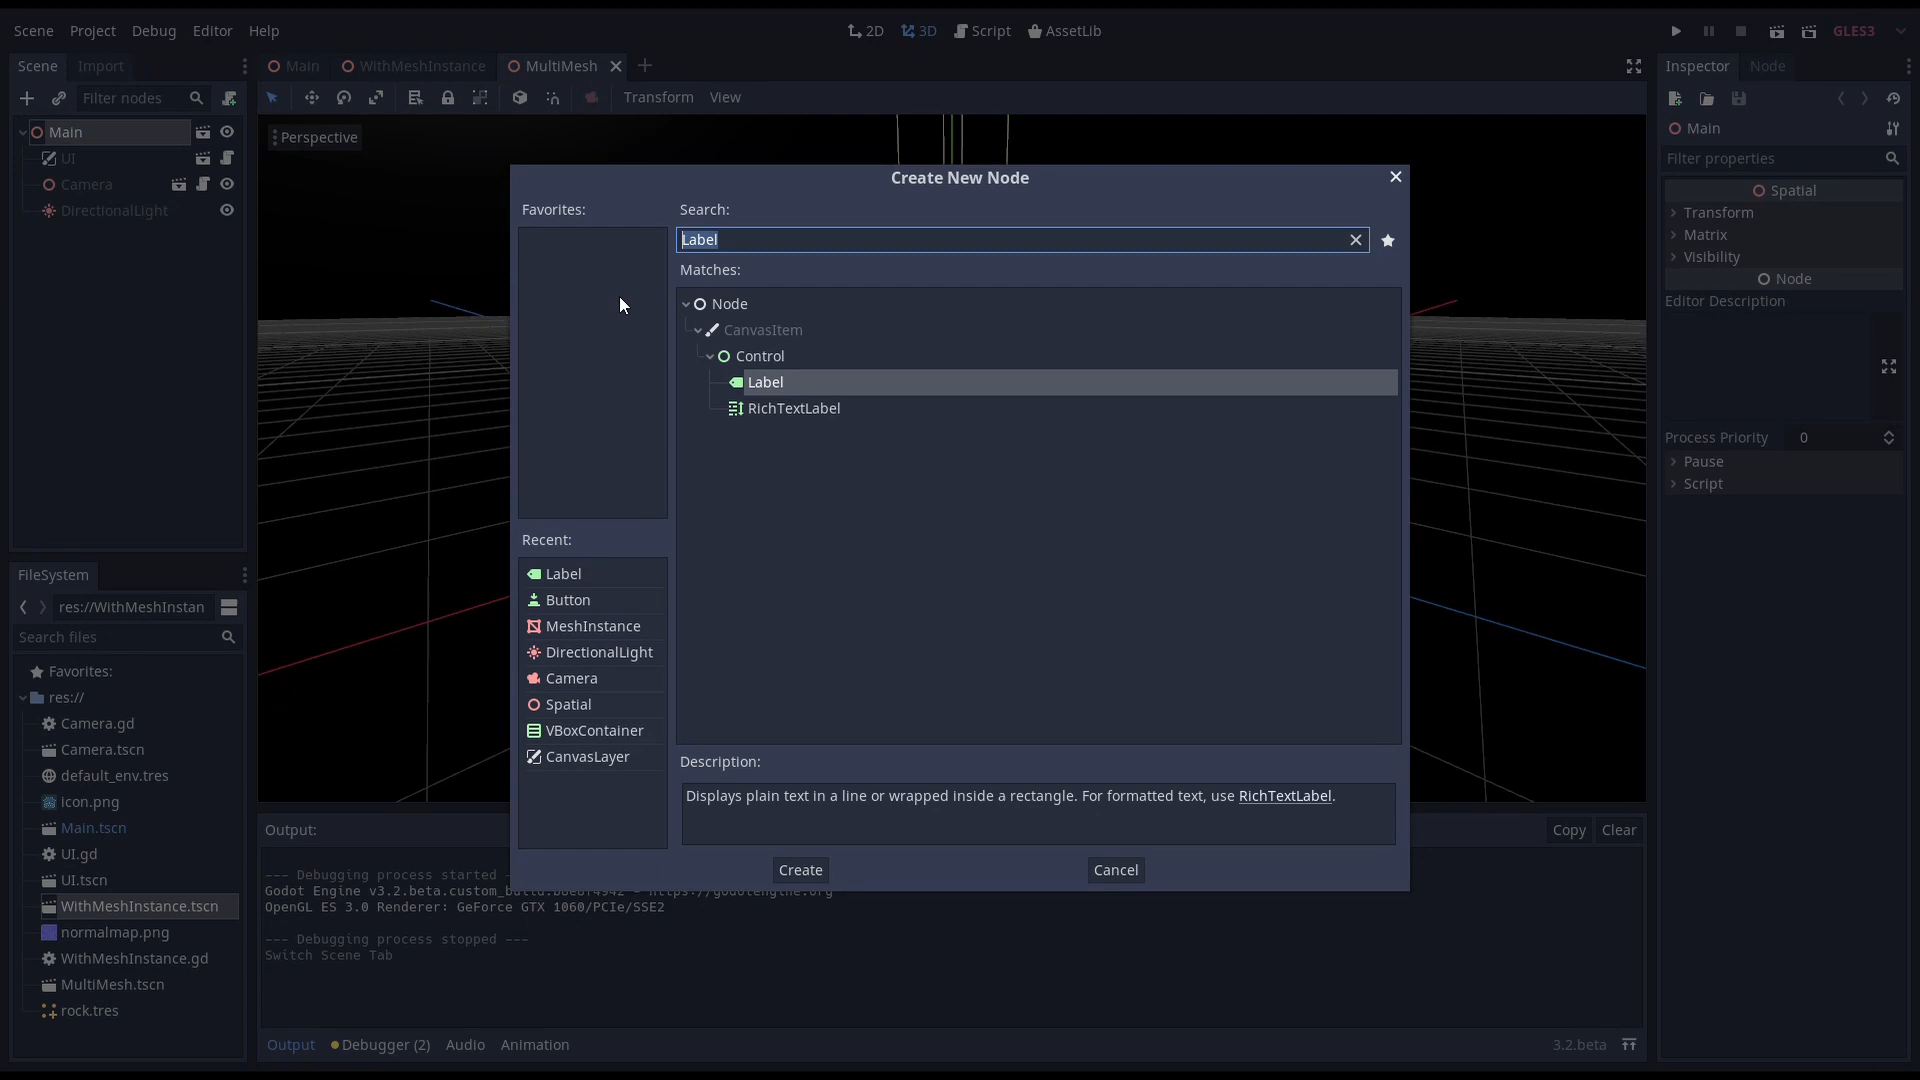 Scene Project Debug Editor Help
2D 3D Script AssetLib
GLES3
Scene Import
Main WithMeshInstance MultiMesh
Inspector Node
Filter nodes
Transform View
Main
UI
Camera
DirectionalLight
Perspective
Create New Node
Favorites:
Search:
Label
Matches:
Node
CanvasItem
Control
Label
RichTextLabel
Recent:
Label
Button
MeshInstance
DirectionalLight
Camera
Spatial
VBoxContainer
CanvasLayer
Description:
Displays plain text in a line or wrapped inside a rectangle. For formatted text, use RichTextLabel.
Create Cancel
Main
Filter properties
Spatial
Transform
Matrix
Visibility
Node
Editor Description
Process Priority 0
Pause
Script
FileSystem
res://WithMeshInstan
Search files
Favorites:
res://
Camera.gd
Camera.tscn
default_env.tres
icon.png
Main.tscn
UI.gd
UI.tscn
WithMeshInstance.tscn
normalmap.png
WithMeshInstance.gd
MultiMesh.tscn
rock.tres
Output:
Copy Clear
--- Debugging process started
Godot Engine
OpenGL ES 3.0 Renderer: GeForce GTX 1060/PCIe/SSE2
--- Debugging process stopped ---
Switch Scene Tab
Output Debugger (2) Audio Animation
3.2.beta